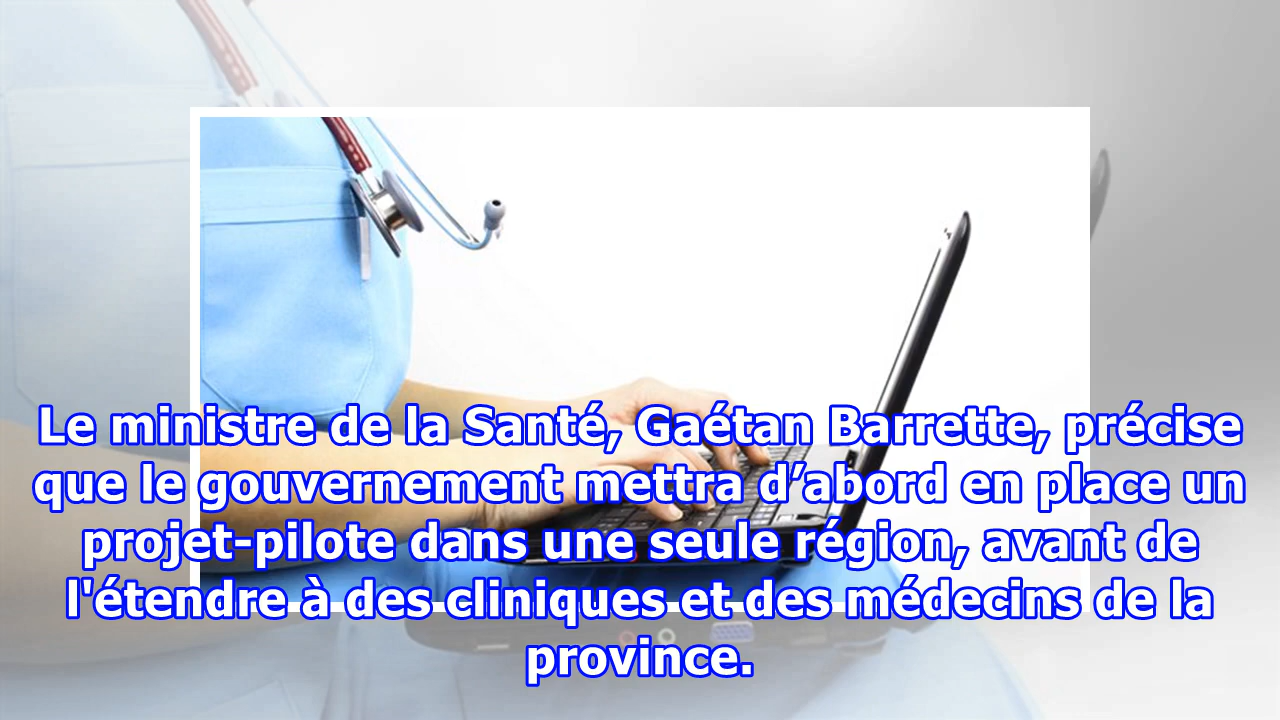 Le ministre de la Santé, Gaétan Barrette, précise
que le gouvernement mettra d’abord en place un
projet-pilote dans une seule région, avant de
l'étendre à des cliniques et des médecins de la
province.